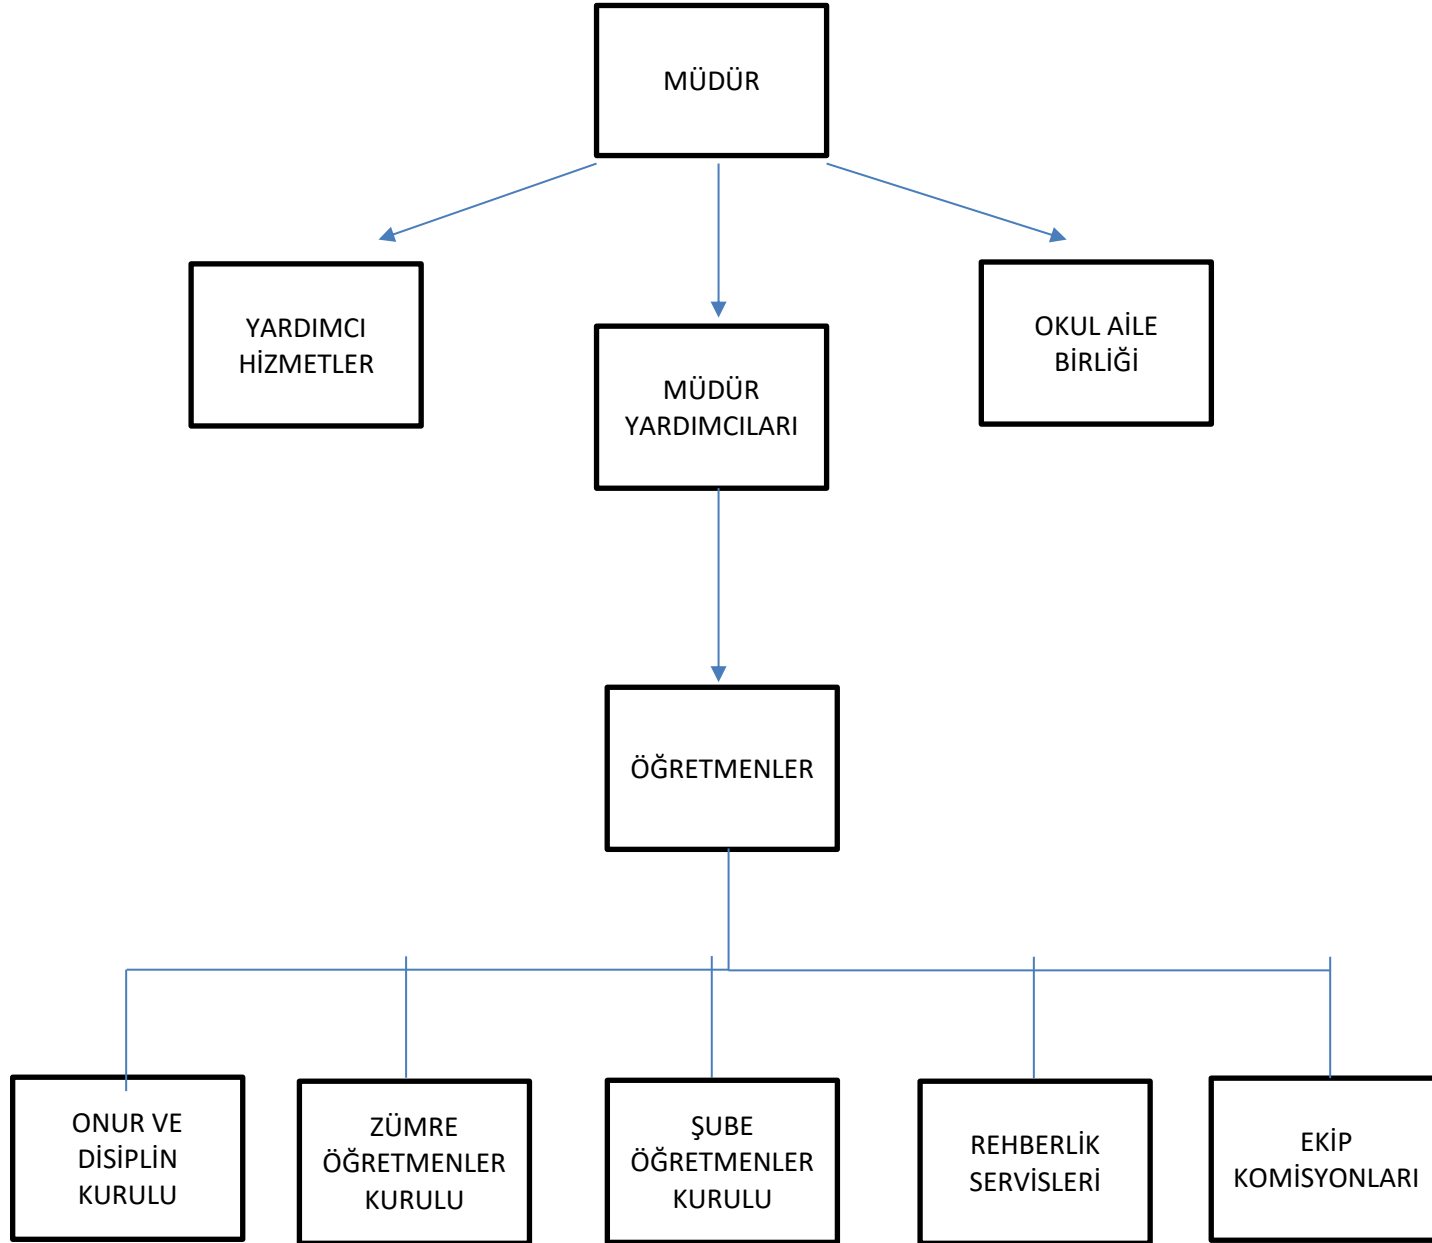 MÜDÜR
YARDIMCI
HİZMETLER
MÜDÜR
YARDIMCILARI
OKUL AİLE
BİRLİĞİ
ÖĞRETMENLER
ONUR VE
DİSİPLİN
KURULU
ZÜMRE
ÖĞRETMENLER
KURULU
ŞUBE
ÖĞRETMENLER
KURULU
REHBERLİK
SERVİSLERİ
EKİP
KOMİSYONLARI